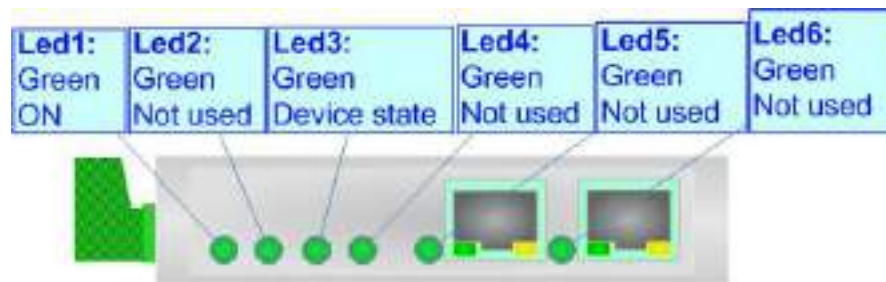 Led1:
Green
ON
Led2:
Green
Not used
Led3:
Green
Device state
Led4:
Green
Not used
Led5:
Green
Not used
Led6:
Green
Not used